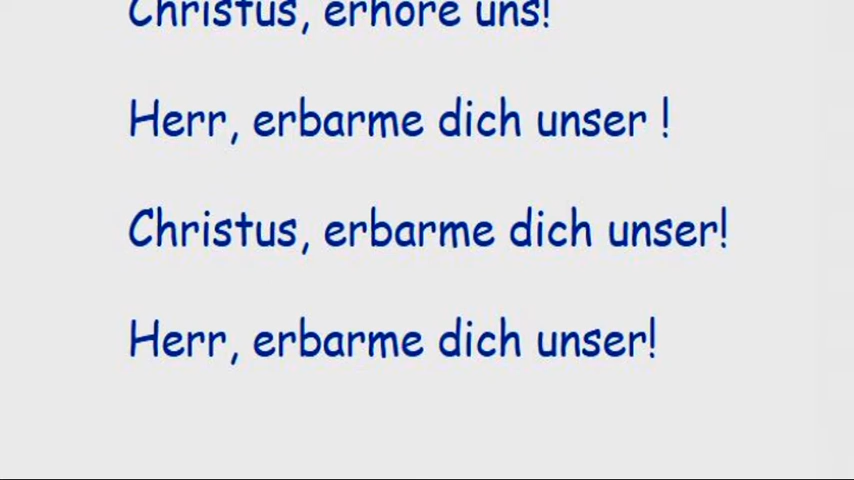 Christus, erhöre uns!
Herr, erbarme dich unser !
Christus, erbarme dich unser!
Herr, erbarme dich unser!